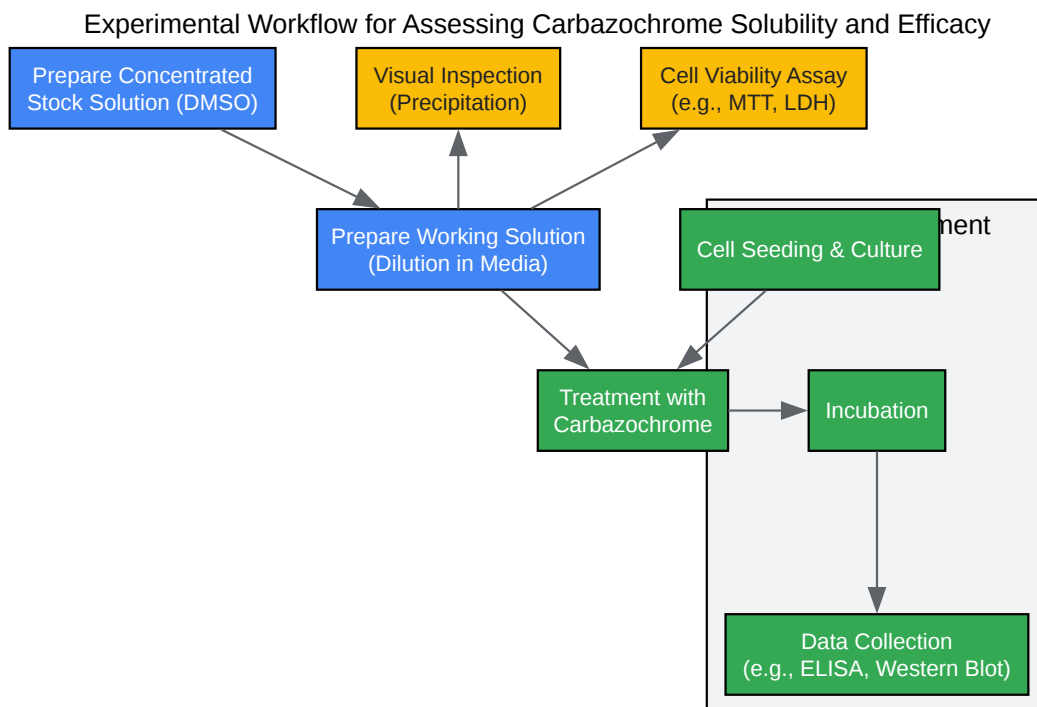 Experimental Workflow for Assessing Carbazochrome Solubility and Efficacy
Prepare Concentrated
Stock Solution (DMSO)
Visual Inspection
(Precipitation)
Cell Viability Assay
(e.g., MTT, LDH)
Prepare Working Solution
(Dilution in Media)
Cell Seeding & Culture
Treatment with
Carbazochrome
Incubation
Data Collection
(e.g., ELISA, Western Blot)